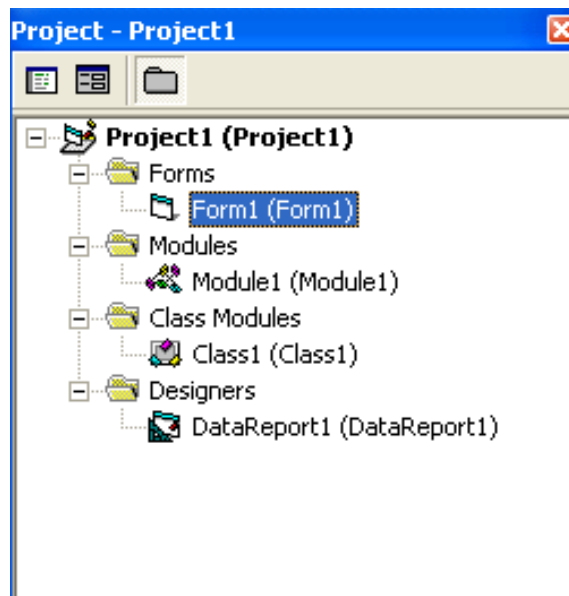 Project - Project1
Project1 (Project1)
Forms
Form1 (Form1)
Modules
Module1 (Module1)
Class Modules
Class1 (Class1)
Designers
DataReport1 (DataReport1)